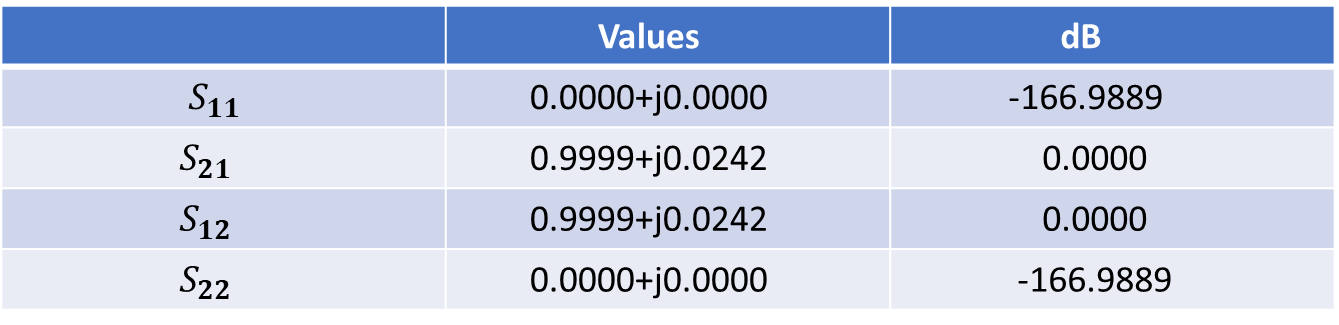 Values dB
S11 0.0000+j0.0000 -166.9889
S21 0.9999+j0.0242 0.0000
S12 0.9999+j0.0242 0.0000
S22 0.0000+j0.0000 -166.9889